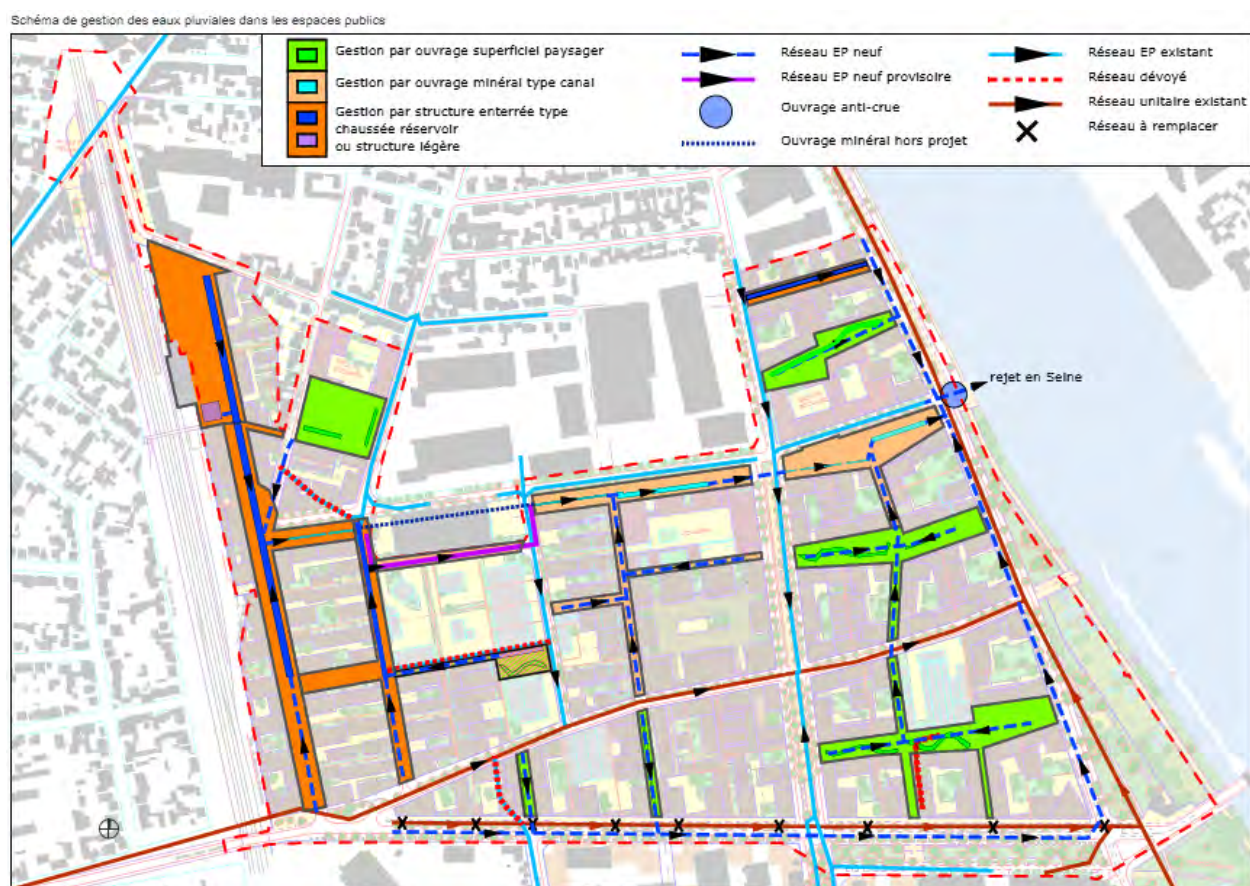 Schéma de gestion des eaux pluviales dans les espaces publics
Gestion par ouvrage superficiel paysager
Gestion par ouvrage minéral type canal
Gestion par structure enterrée type
chaussée réservoir
ou structure légère
Réseau EP neuf
Réseau EP neuf provisoire
Ouvrage anti-crue
Ouvrage minéral hors projet
Réseau EP existant
Réseau dévoyé
Réseau unitaire existant
Réseau à remplacer
rejet en Seine